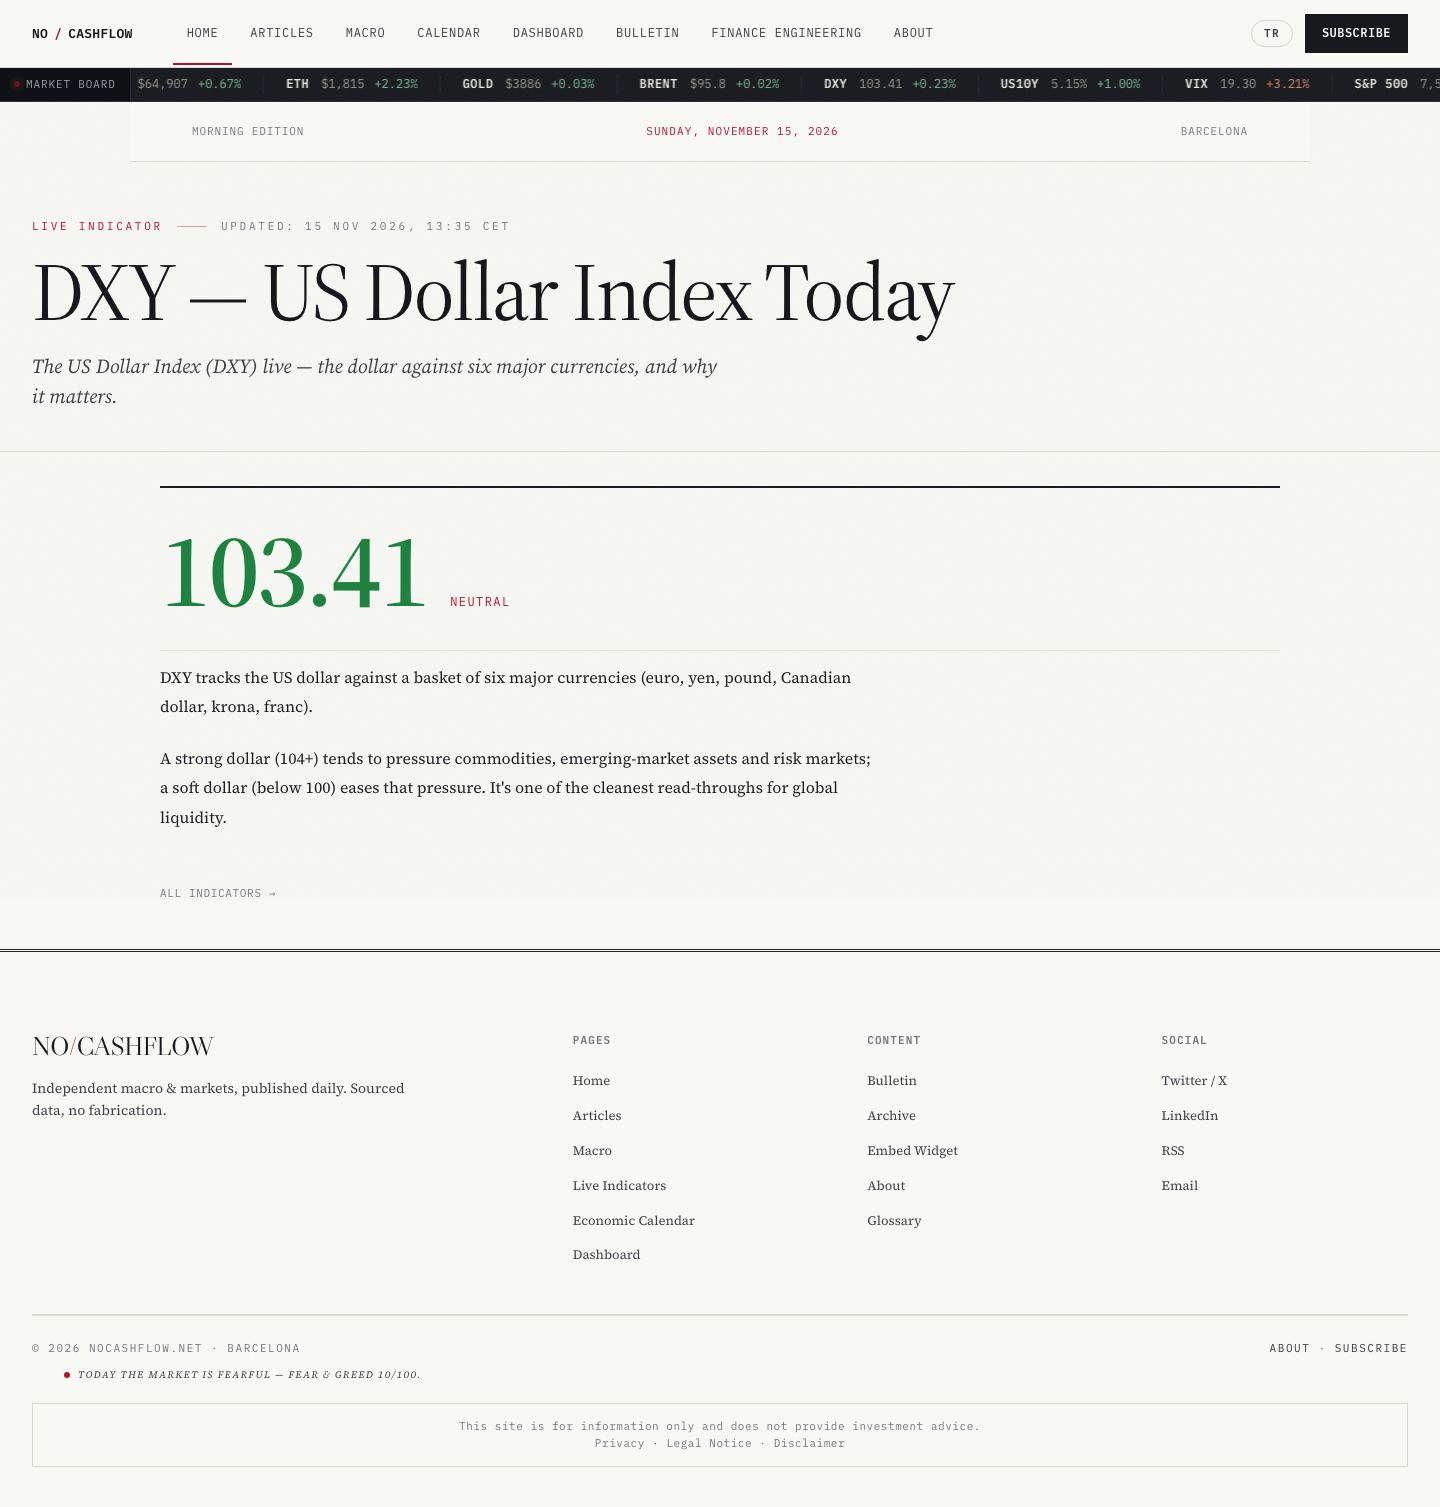 NO / CASHFLOW HOME ARTICLES MACRO CALENDAR DASHBOARD BULLETIN FINANCE ENGINEERING ABOUT TR SUBSCRIBE
MARKET BOARD $64,907 +0.67% ETH $1,815 +2.23% GOLD $3886 +0.03% BRENT $95.8 +0.02% DXY 103.41 +0.23% US10Y 5.15% +1.00% VIX 19.30 +3.21% S&P 500
MORNING EDITION SUNDAY, NOVEMBER 15, 2026 BARCELONA
LIVE INDICATOR UPDATED: 15 NOV 2026, 13:35 CET
DXY — US Dollar Index Today
The US Dollar Index (DXY) live — the dollar against six major currencies, and why
it matters.
103.41 NEUTRAL
DXY tracks the US dollar against a basket of six major currencies (euro, yen, pound, Canadian
dollar, krona, franc).
A strong dollar (104+) tends to pressure commodities, emerging-market assets and risk markets;
a soft dollar (below 100) eases that pressure. It's one of the cleanest read-throughs for global
liquidity.
ALL INDICATORS →
NO/CASHFLOW
Independent macro & markets, published daily. Sourced
data, no fabrication.
PAGES
Home
Articles
Macro
Live Indicators
Economic Calendar
Dashboard
CONTENT
Bulletin
Archive
Embed Widget
About
Glossary
SOCIAL
Twitter / X
LinkedIn
RSS
Email
© 2026 NOCASHFLOW.NET · BARCELONA
ABOUT · SUBSCRIBE
TODAY THE MARKET IS FEARFUL — FEAR & GREED 10/100.
This site is for information only and does not provide investment advice.
Privacy · Legal Notice · Disclaimer